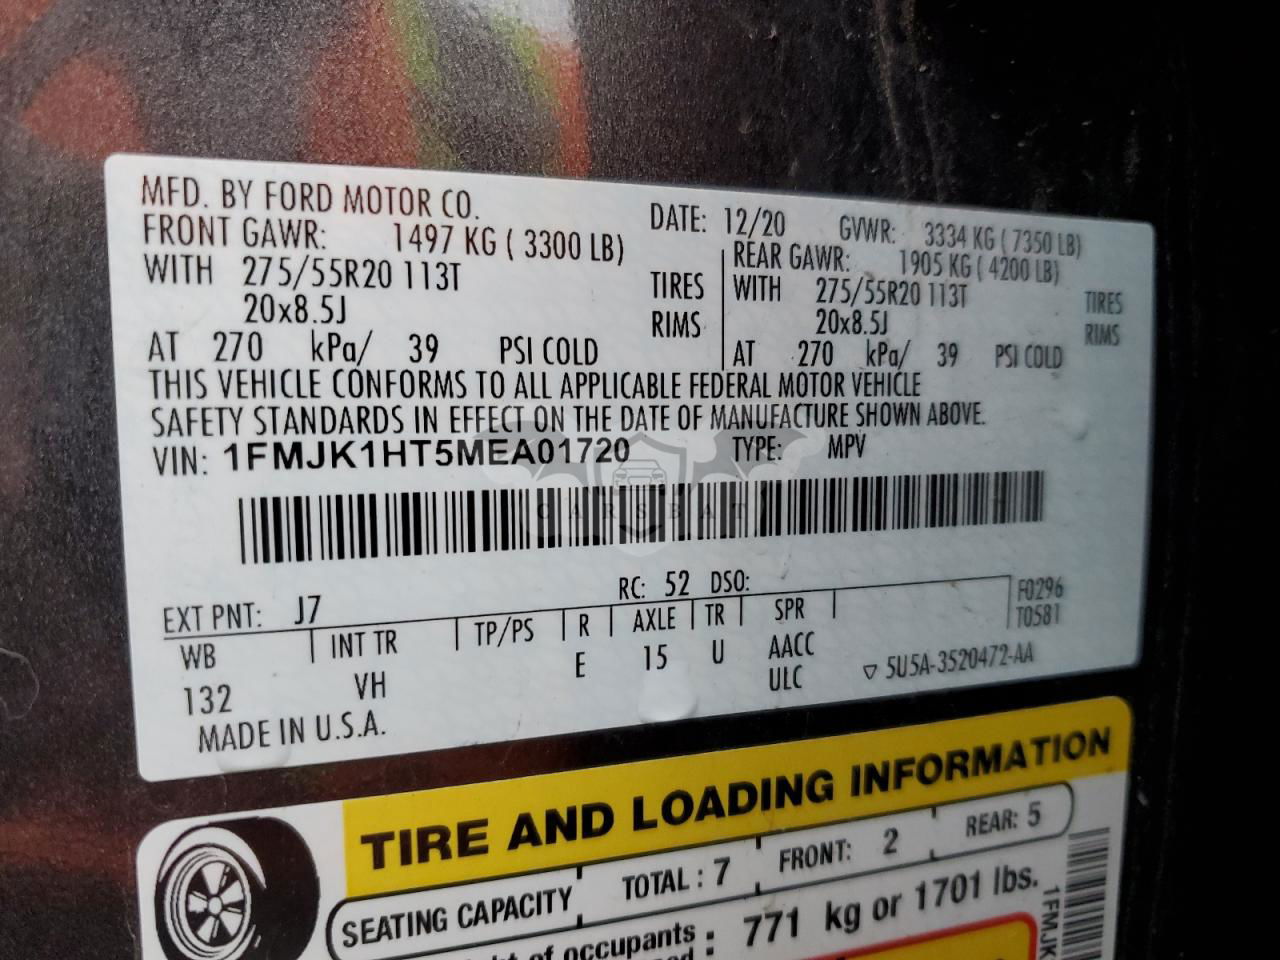 MFD. BY FORD MOTOR CO.
DATE: 12/20 GVWR: 3334 KG ( 7350 LB)
FRONT GAWR: 1497 KG ( 3300 LB)
REAR GAWR: 1905 KG ( 4200 LB)
WITH 275/55R20 113T TIRES
WITH 275/55R20 113T TIRES
20x8.5J RIMS
20x8.5J RIMS
AT 270 kPa/ 39 PSI COLD
AT 270 kPa/ 39 PSI COLD
THIS VEHICLE CONFORMS TO ALL APPLICABLE FEDERAL MOTOR VEHICLE
SAFETY STANDARDS IN EFFECT ON THE DATE OF MANUFACTURE SHOWN ABOVE.
VIN: 1FMJK1HT5MEA01720 TYPE: MPV
CARSBAT
EXT PNT: J7 RC: 52 DSO:
F0296
T0581
WB INT TR TP/PS R AXLE TR SPR
132 VH E 15 U AACC
ULC ▽ 5U5A-3520472-AA
MADE IN U.S.A.
TIRE AND LOADING INFORMATION
SEATING CAPACITY TOTAL : 7 FRONT: 2 REAR: 5
of occupants : 771 kg or 1701 lbs.
1FMJK